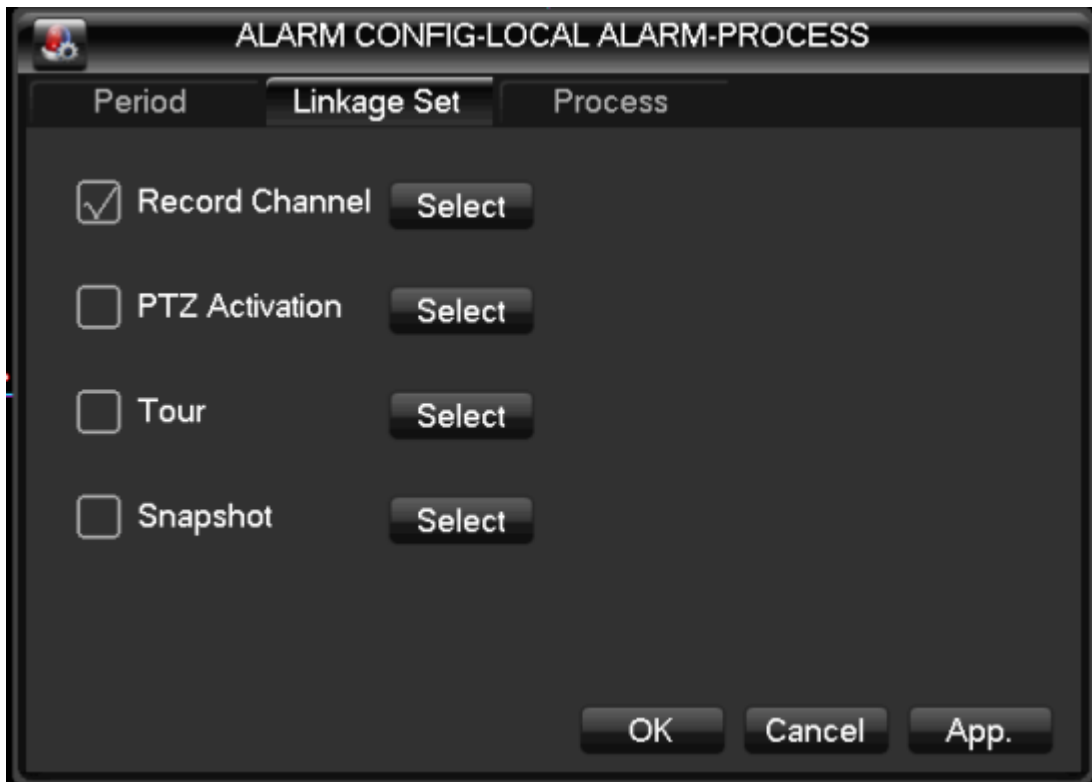 ALARM CONFIG-LOCAL ALARM-PROCESS
Period Linkage Set Process
Record Channel Select
PTZ Activation Select
Tour Select
Snapshot Select
OK Cancel App.